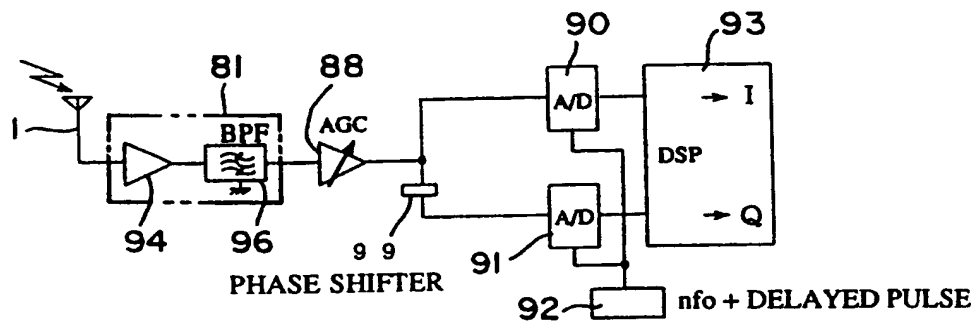 90
93
81
88
A/D
I
1
BPF
AGC
DSP
94
96
9 9
A/D
Q
91
PHASE SHIFTER
92
nfo + DELAYED PULSE